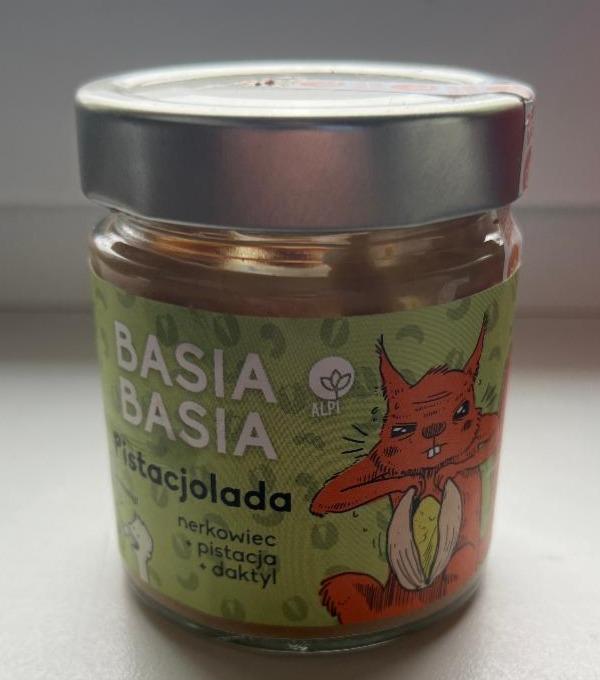 BASIA
BASIA
ALPI
Pistacjolada
nerkowiec
+ pistacja
+ daktyl